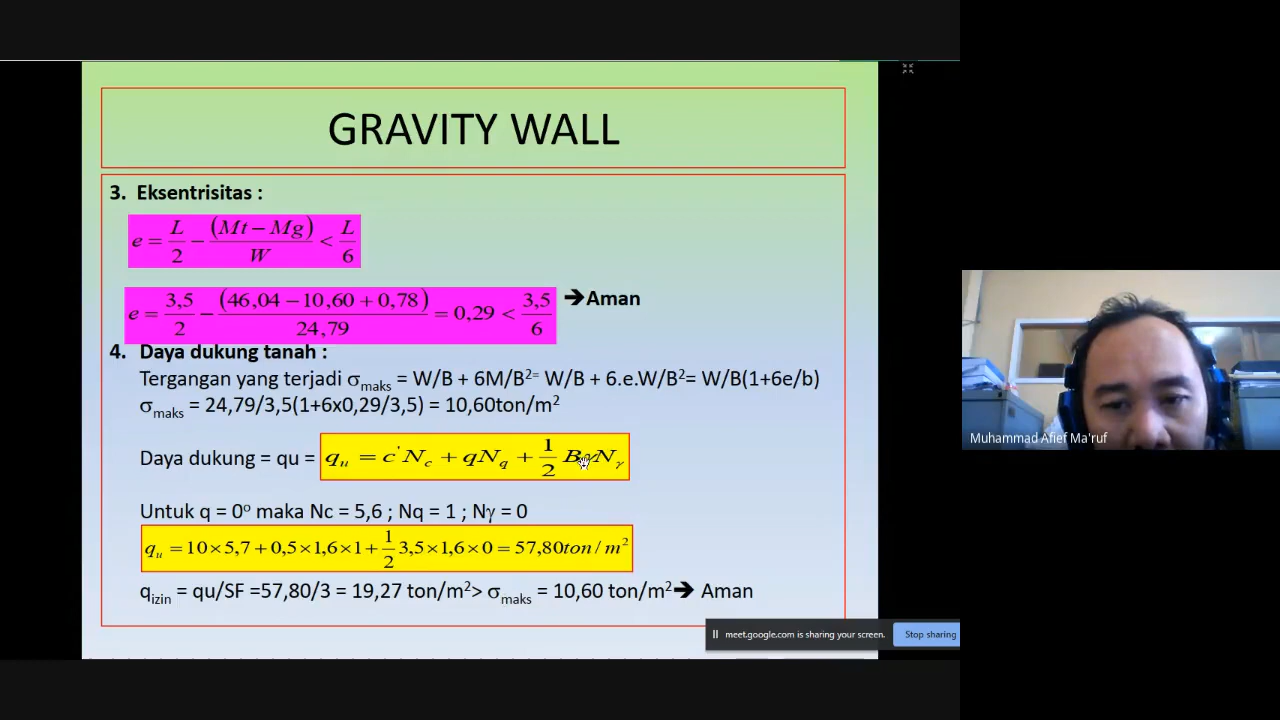 GRAVITY WALL
3. Eksentrisitas :
e = L/2 − (Mt − Mg)/W < L/6
e = 3,5/2 − (46,04 − 10,60 + 0,78)/24,79 = 0,29 < 3,5/6 ➔Aman
4. Daya dukung tanah :
Tergangan yang terjadi σmaks = W/B + 6M/B²⁼ W/B + 6.e.W/B²= W/B(1+6e/b)
σmaks = 24,79/3,5(1+6x0,29/3,5) = 10,60ton/m²
Daya dukung = qu = qu = c'Nc + qNq + 1/2 BγNγ
Untuk q = 0° maka Nc = 5,6 ; Nq = 1 ; Nγ = 0
qu = 10×5,7 + 0,5×1,6×1 + 1/2 3,5×1,6×0 = 57,80ton/m²
qizin = qu/SF =57,80/3 = 19,27 ton/m²> σmaks = 10,60 ton/m²➔ Aman
meet.google.com is sharing your screen.
Stop sharing
Muhammad Afief Ma'ruf